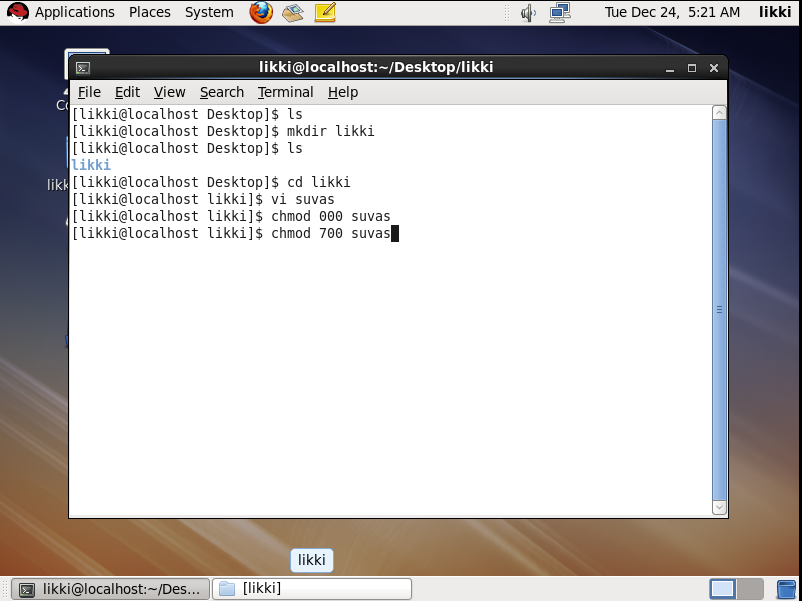 Applications Places System Tue Dec 24, 5:21 AM likki
likki@localhost:~/Desktop/likki
File Edit View Search Terminal Help
[likki@localhost Desktop]$ ls
[likki@localhost Desktop]$ mkdir likki
[likki@localhost Desktop]$ ls
likki
[likki@localhost Desktop]$ cd likki
[likki@localhost likki]$ vi suvas
[likki@localhost likki]$ chmod 000 suvas
[likki@localhost likki]$ chmod 700 suvas
likki
likki@localhost:~/Des...
[likki]